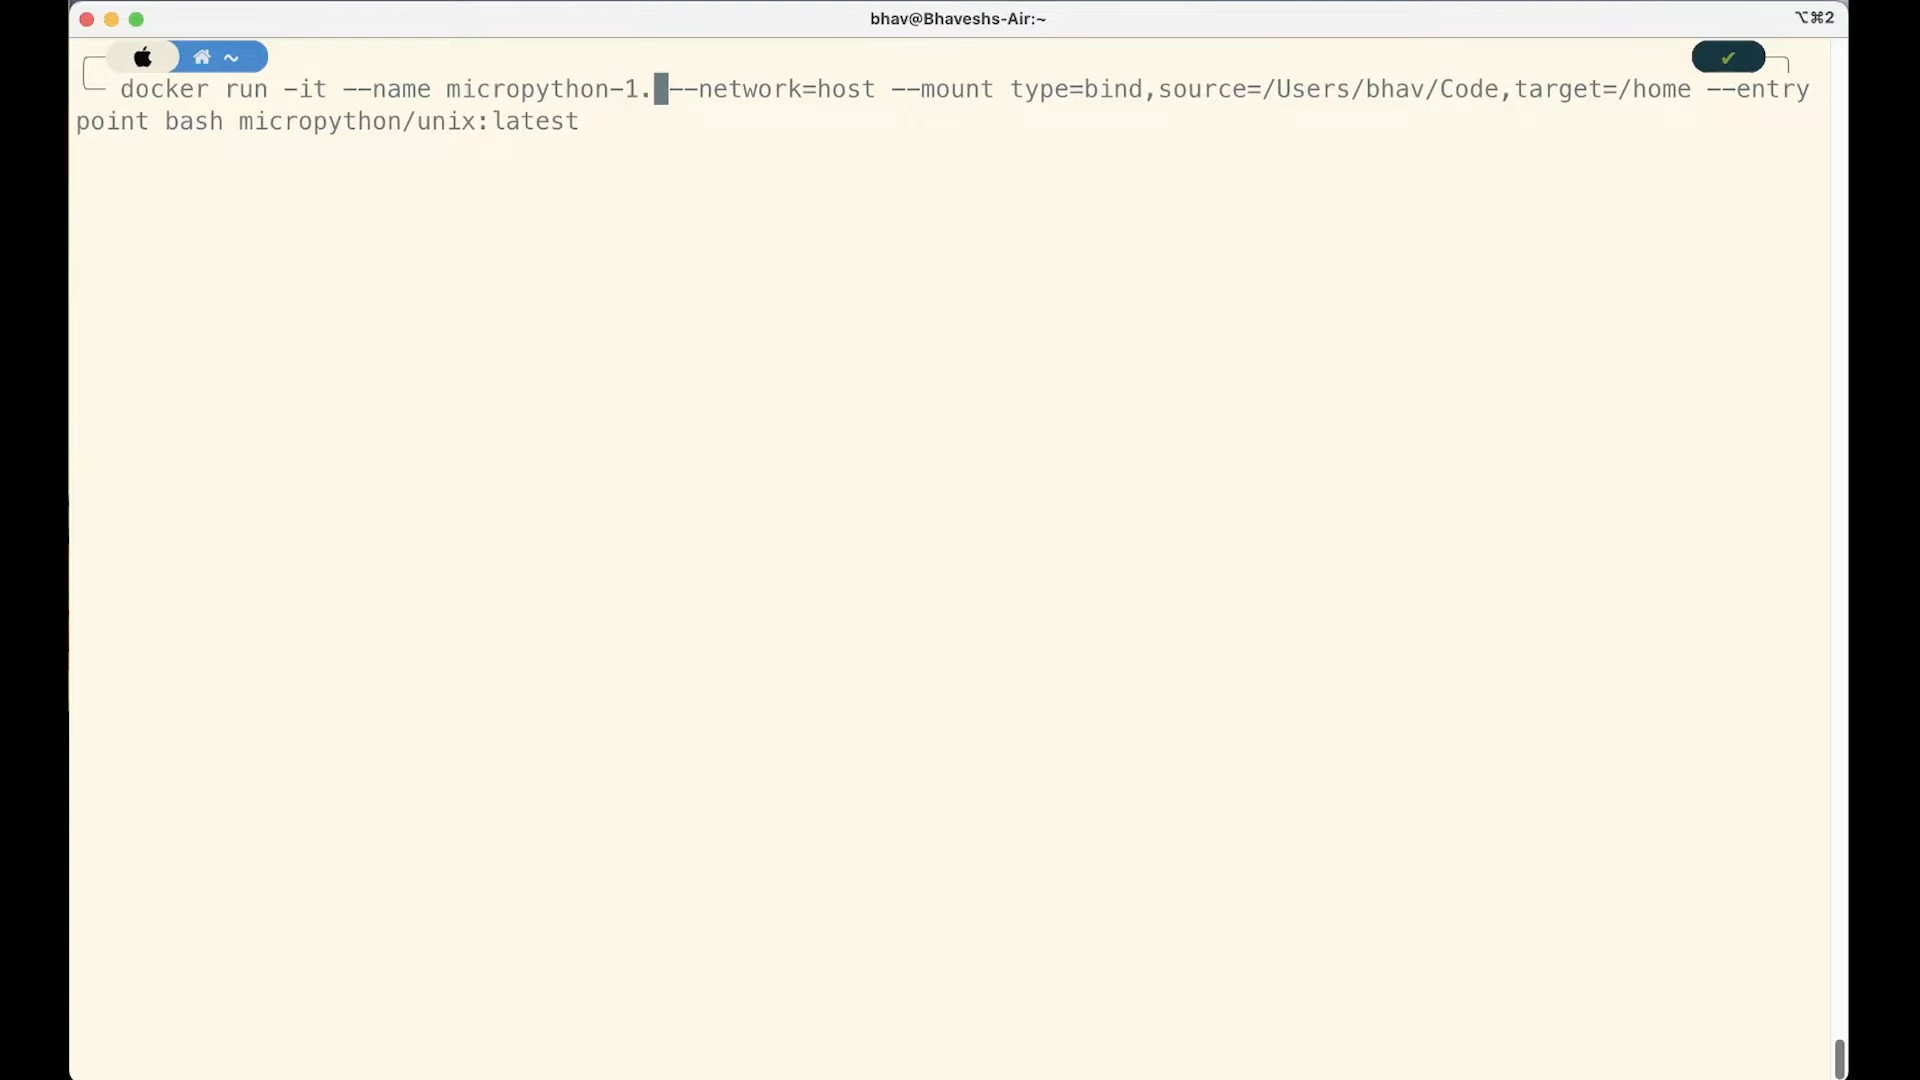 bhav@Bhaveshs-Air:~
⌥⌘2
~
✓
docker run -it --name micropython-1. --network=host --mount type=bind,source=/Users/bhav/Code,target=/home --entry
point bash micropython/unix:latest